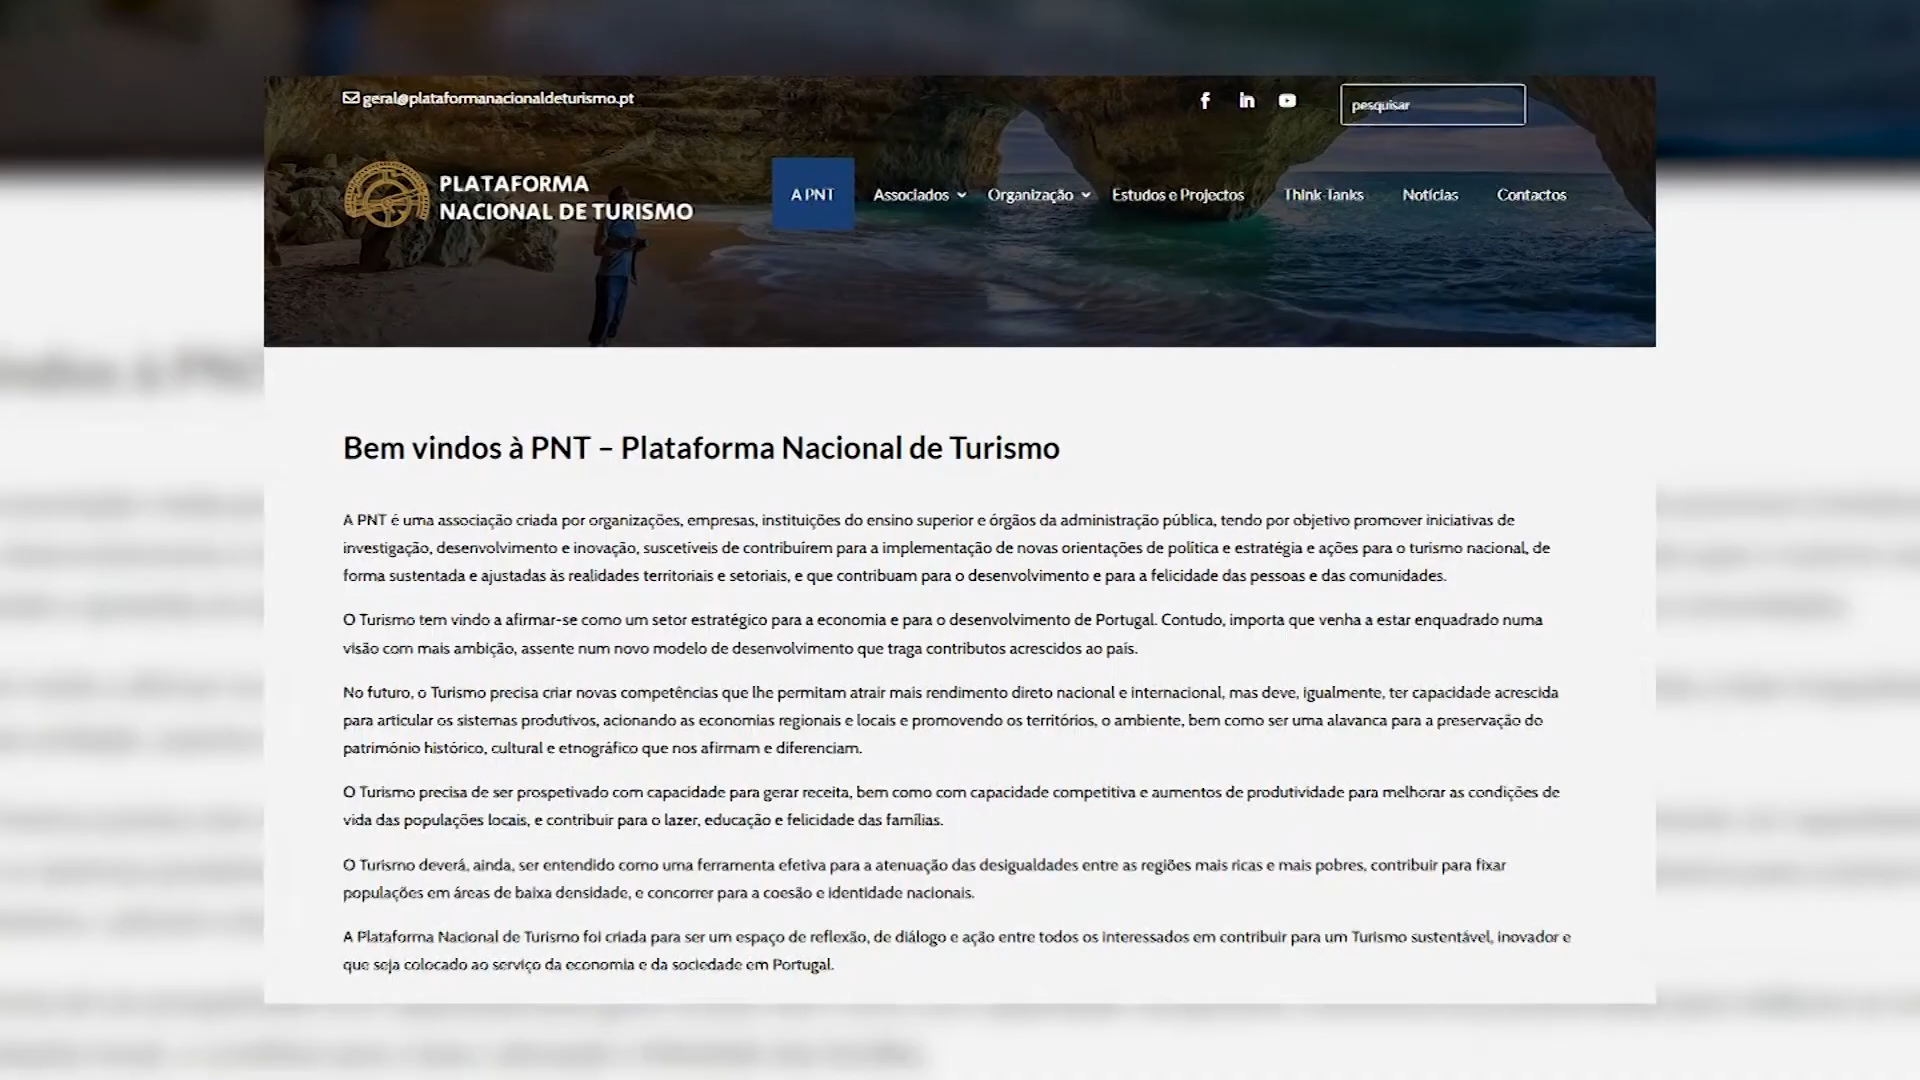 geral@plataformanacionaldeturismo.pt
pesquisar
PLATAFORMA
NACIONAL DE TURISMO
A PNT
Associados
Organização
Estudos e Projectos
Think-Tanks
Notícias
Contactos
Bem vindos à PNT – Plataforma Nacional de Turismo
A PNT é uma associação criada por organizações, empresas, instituições do ensino superior e órgãos da administração pública, tendo por objetivo promover iniciativas de
investigação, desenvolvimento e inovação, suscetíveis de contribuírem para a implementação de novas orientações de política e estratégia e ações para o turismo nacional, de
forma sustentada e ajustadas às realidades territoriais e setoriais, e que contribuam para o desenvolvimento e para a felicidade das pessoas e das comunidades.
O Turismo tem vindo a afirmar-se como um setor estratégico para a economia e para o desenvolvimento de Portugal. Contudo, importa que venha a estar enquadrado numa
visão com mais ambição, assente num novo modelo de desenvolvimento que traga contributos acrescidos ao país.
No futuro, o Turismo precisa criar novas competências que lhe permitam atrair mais rendimento direto nacional e internacional, mas deve, igualmente, ter capacidade acrescida
para articular os sistemas produtivos, acionando as economias regionais e locais e promovendo os territórios, o ambiente, bem como ser uma alavanca para a preservação do
património histórico, cultural e etnográfico que nos afirmam e diferenciam.
O Turismo precisa de ser prospetivado com capacidade para gerar receita, bem como com capacidade competitiva e aumentos de produtividade para melhorar as condições de
vida das populações locais, e contribuir para o lazer, educação e felicidade das famílias.
O Turismo deverá, ainda, ser entendido como uma ferramenta efetiva para a atenuação das desigualdades entre as regiões mais ricas e mais pobres, contribuir para fixar
populações em áreas de baixa densidade, e concorrer para a coesão e identidade nacionais.
A Plataforma Nacional de Turismo foi criada para ser um espaço de reflexão, de diálogo e ação entre todos os interessados em contribuir para um Turismo sustentável, inovador e
que seja colocado ao serviço da economia e da sociedade em Portugal.